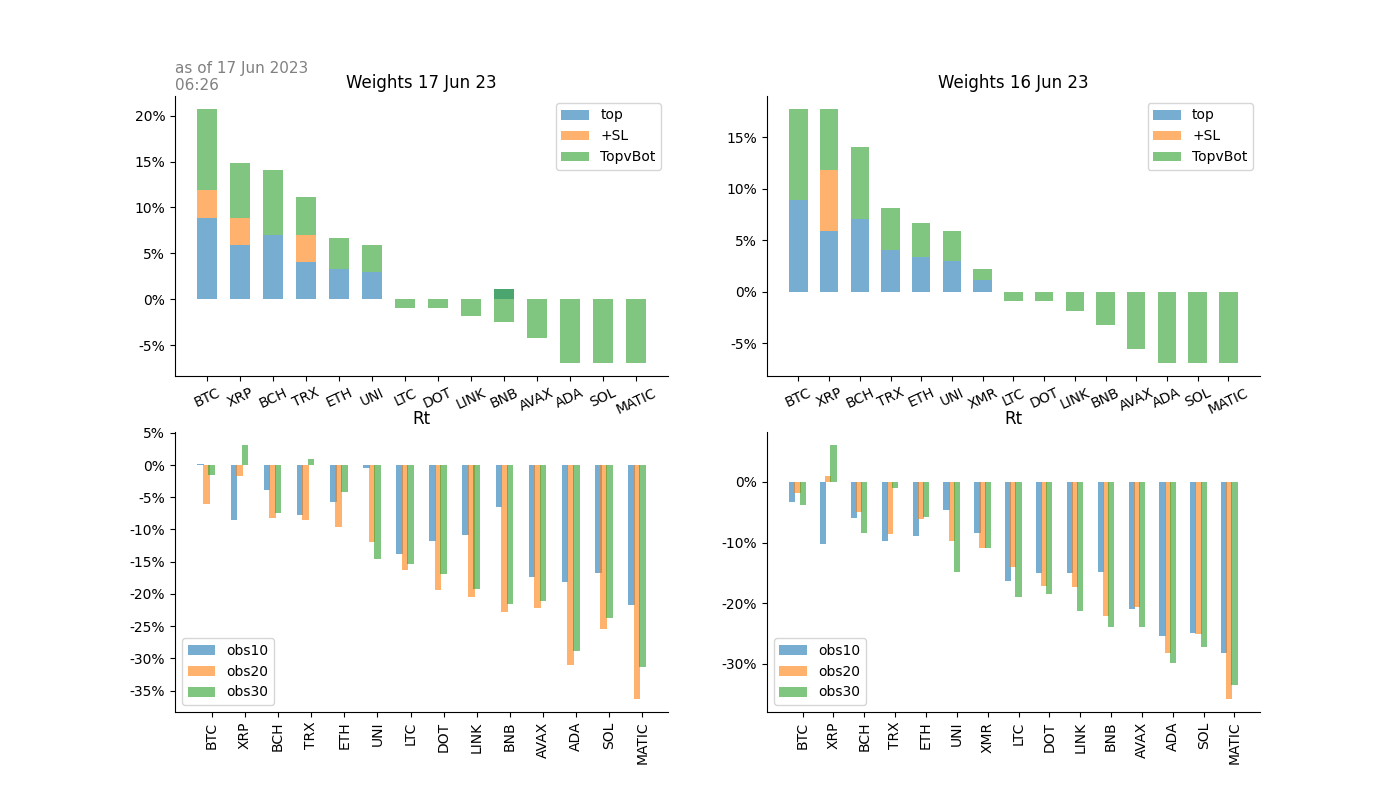 as of 17 Jun 2023
06:26
Weights 17 Jun 23
20%
15%
10%
5%
0%
-5%
top
+SL
TopvBot
BTC XRP BCH TRX ETH UNI LTC DOT LINK BNB AVAX ADA SOL MATIC
Weights 16 Jun 23
15%
10%
5%
0%
-5%
top
+SL
TopvBot
BTC XRP BCH TRX ETH UNI XMR LTC DOT LINK BNB AVAX ADA SOL MATIC
Rt
5%
0%
-5%
-10%
-15%
-20%
-25%
-30%
-35%
obs10
obs20
obs30
BTC XRP BCH TRX ETH UNI LTC DOT LINK BNB AVAX ADA SOL MATIC
Rt
0%
-10%
-20%
-30%
obs10
obs20
obs30
BTC XRP BCH TRX ETH UNI XMR LTC DOT LINK BNB AVAX ADA SOL MATIC